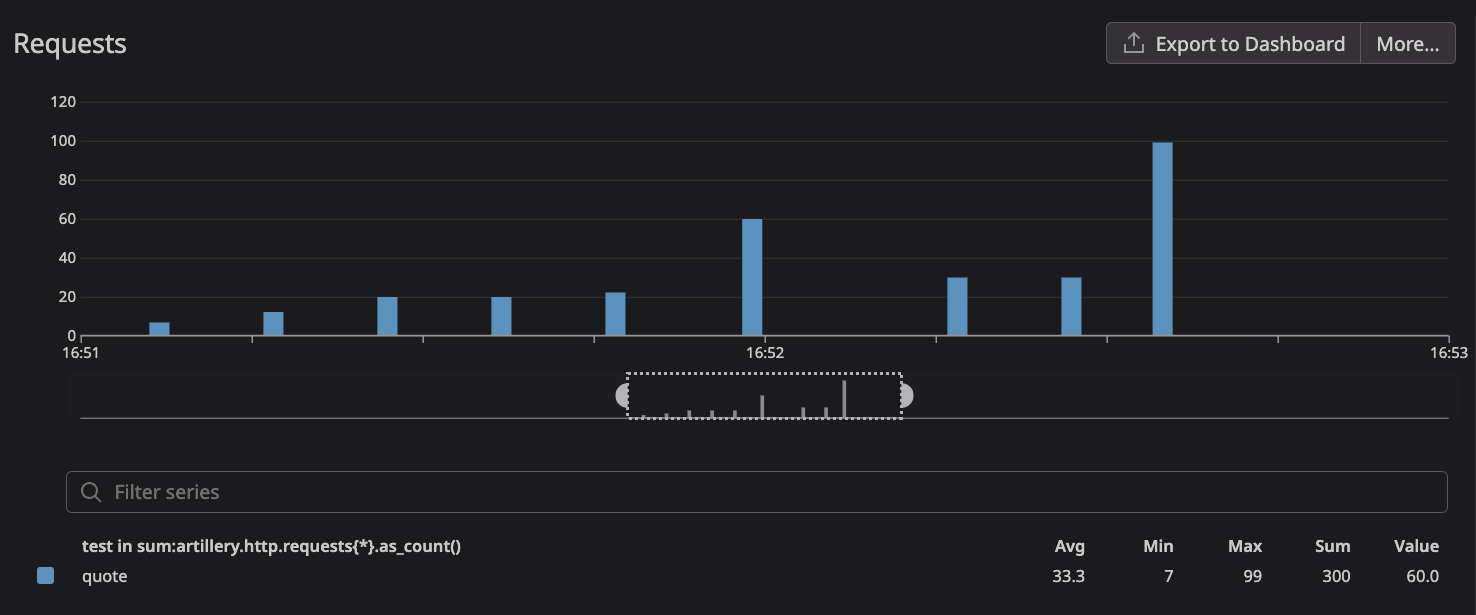 Requests
Export to Dashboard More...
120
100
80
60
40
20
0
16:51 16:52 16:53
Filter series
test in sum:artillery.http.requests{*}.as_count() Avg Min Max Sum Value
quote 33.3 7 99 300 60.0